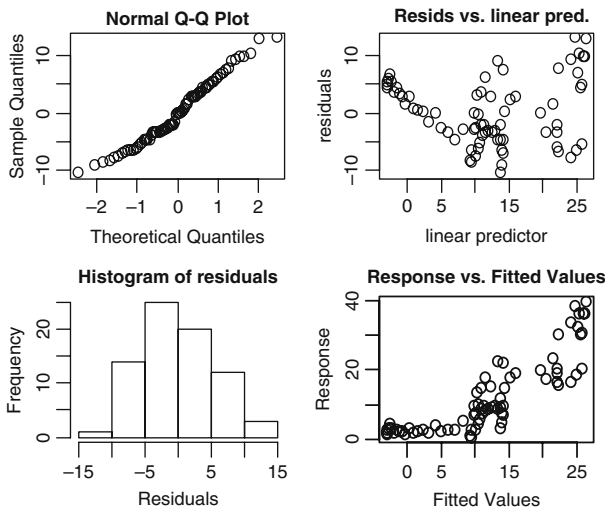 Normal Q-Q Plot
Sample Quantiles
10
0
−10
−2 −1 0 1 2
Theoretical Quantiles
Resids vs. linear pred.
residuals
10
0
−10
0 5 15 25
linear predictor
Histogram of residuals
Frequency
20
0
−15 −5 5 15
Residuals
Response vs. Fitted Values
Response
40
20
0
0 5 15 25
Fitted Values